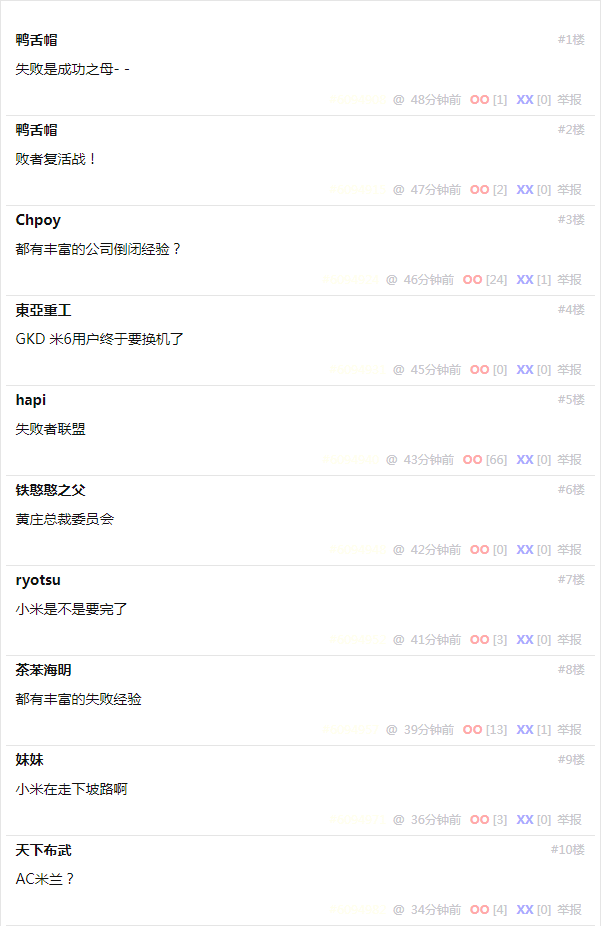 鸭舌帽 #1楼
失败是成功之母- -
@ 48分钟前 OO [1] XX [0] 举报
鸭舌帽 #2楼
败者复活战！
@ 47分钟前 OO [2] XX [0] 举报
Chpoy #3楼
都有丰富的公司倒闭经验？
@ 46分钟前 OO [24] XX [1] 举报
東亞重工 #4楼
GKD 米6用户终于要换机了
@ 45分钟前 OO [0] XX [0] 举报
hapi #5楼
失败者联盟
@ 43分钟前 OO [66] XX [0] 举报
铁憨憨之父 #6楼
黄庄总裁委员会
@ 42分钟前 OO [0] XX [0] 举报
ryotsu #7楼
小米是不是要完了
@ 41分钟前 OO [3] XX [0] 举报
茶苯海明 #8楼
都有丰富的失败经验
@ 39分钟前 OO [13] XX [1] 举报
妹妹 #9楼
小米在走下坡路啊
@ 36分钟前 OO [3] XX [0] 举报
天下布武 #10楼
AC米兰？
@ 34分钟前 OO [4] XX [0] 举报